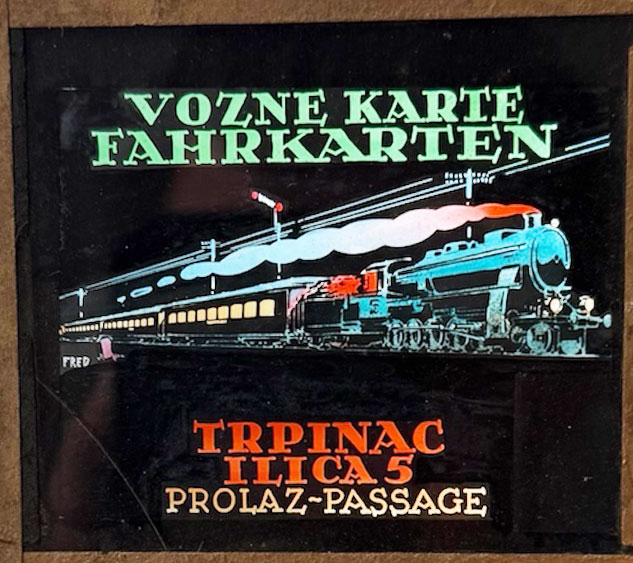 VOZNE KARTE
FAHRKARTEN
FRED
TRPINAC
ILICA 5
PROLAZ~PASSAGE